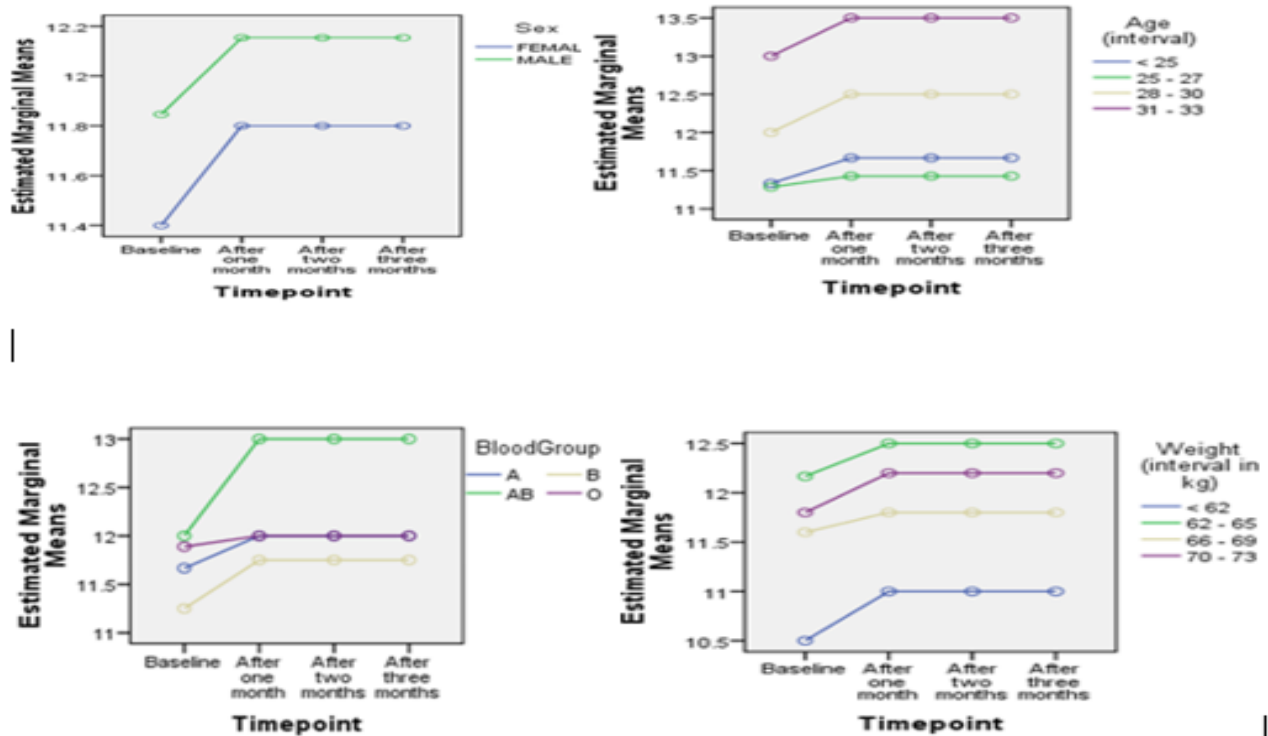 Estimated Marginal Means
12.2
12
11.8
11.6
11.4
Baseline
After one month
After two months
After three months
Timepoint
Sex
FEMAL
MALE
Estimated Marginal
Means
13.5
13
12.5
12
11.5
11
Baseline
After one month
After two months
After three months
Timepoint
Age
(interval)
< 25
25 - 27
28 - 30
31 - 33
Estimated Marginal
Means
13
12.5
12
11.5
11
Baseline
After one month
After two months
After three months
Timepoint
BloodGroup
A
B
AB
O
Estimated Marginal
Means
12.5
12
11.5
11
10.5
Baseline
After one month
After two months
After three months
Timepoint
Weight
(interval in
kg)
< 62
62 - 65
66 - 69
70 - 73